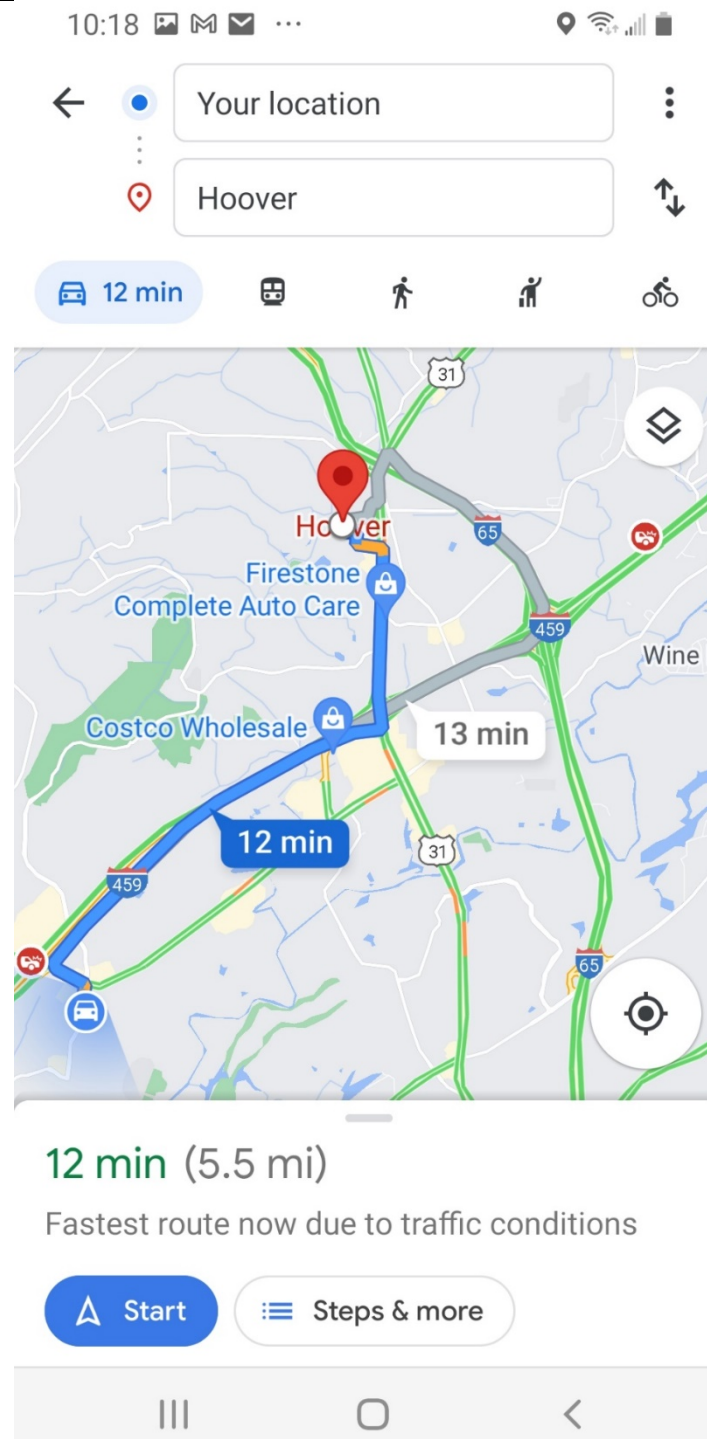 10:18
Your location
Hoover
12 min
31
Hoover
65
Firestone
Complete Auto Care
459
Wine
Costco Wholesale
13 min
12 min
31
459
65
12 min (5.5 mi)
Fastest route now due to traffic conditions
Start
Steps & more